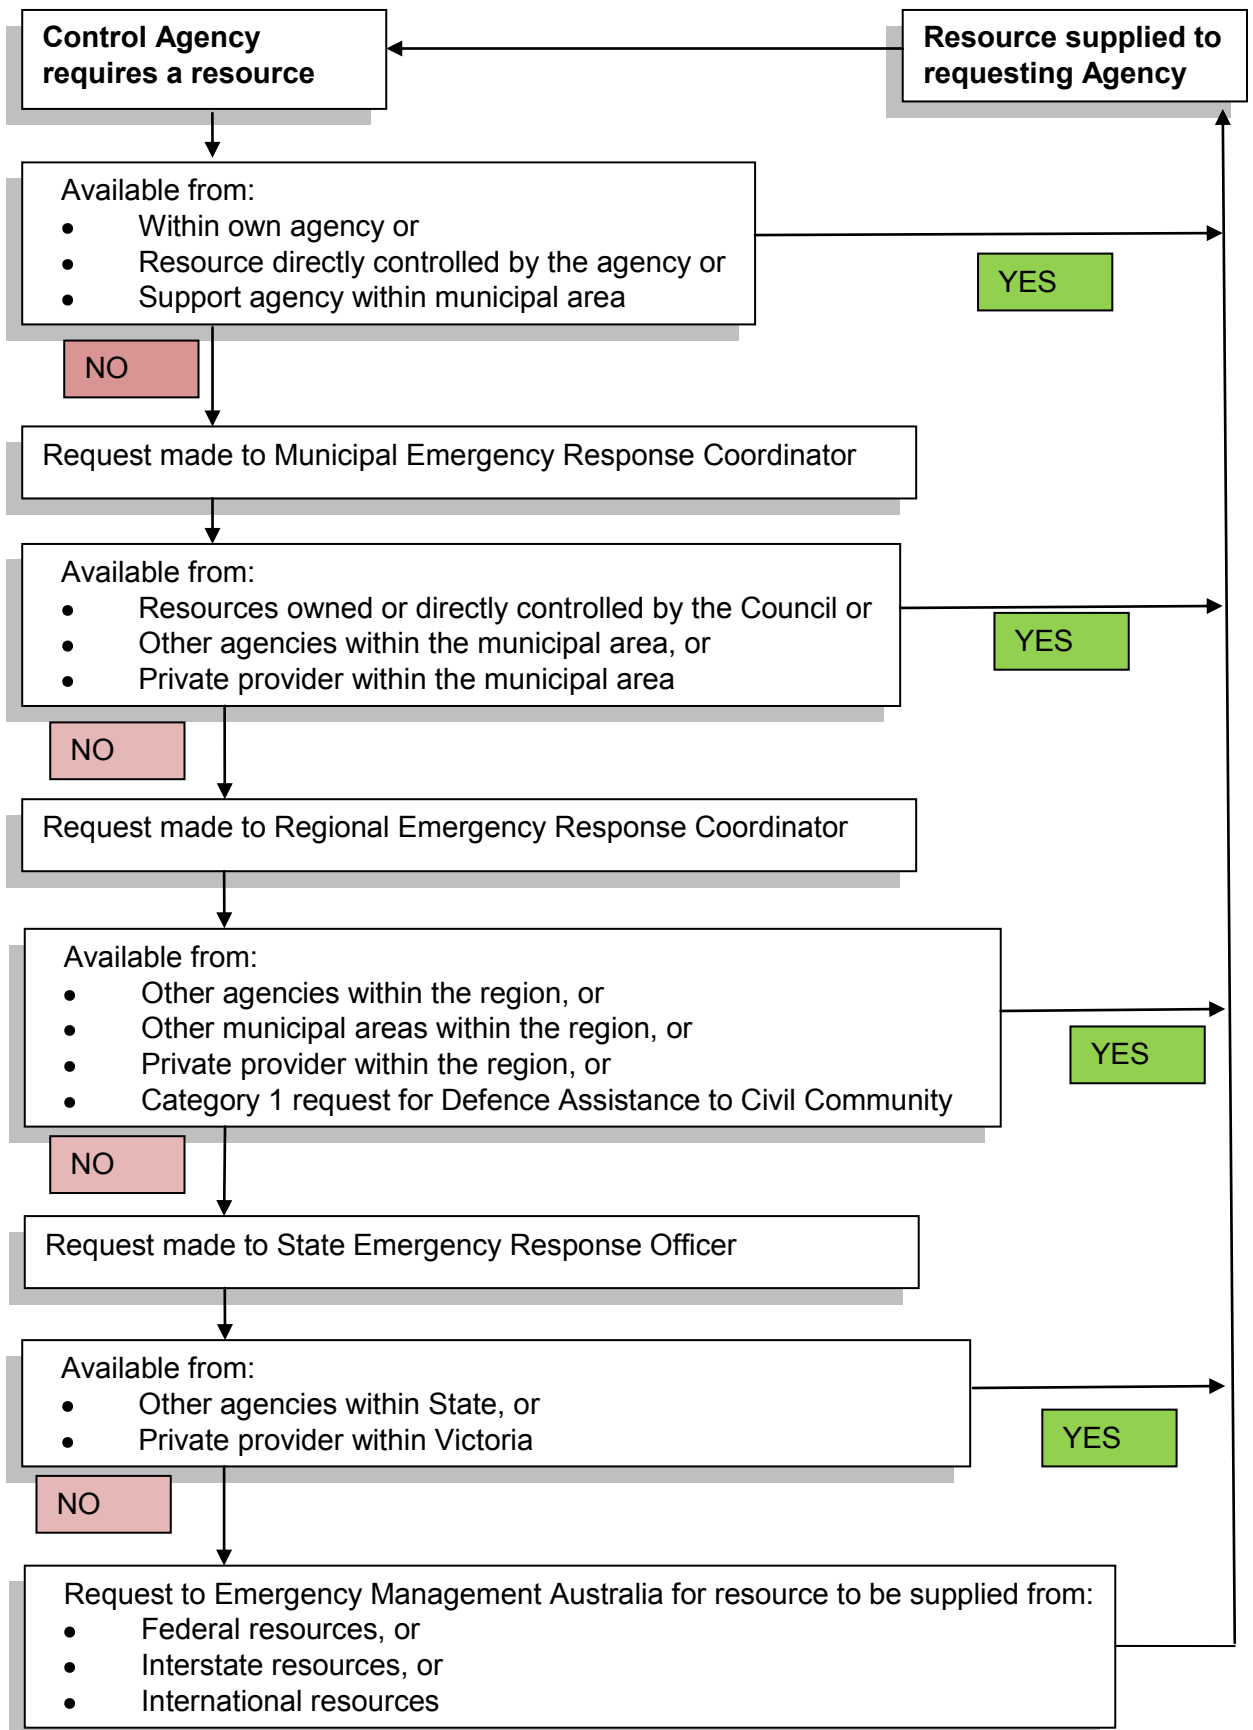 Control Agency
requires a resource
Resource supplied to
requesting Agency
Available from:
• Within own agency or
• Resource directly controlled by the agency or
• Support agency within municipal area
YES
NO
Request made to Municipal Emergency Response Coordinator
Available from:
• Resources owned or directly controlled by the Council or
• Other agencies within the municipal area, or
• Private provider within the municipal area
YES
NO
Request made to Regional Emergency Response Coordinator
Available from:
• Other agencies within the region, or
• Other municipal areas within the region, or
• Private provider within the region, or
• Category 1 request for Defence Assistance to Civil Community
YES
NO
Request made to State Emergency Response Officer
Available from:
• Other agencies within State, or
• Private provider within Victoria
YES
NO
Request to Emergency Management Australia for resource to be supplied from:
• Federal resources, or
• Interstate resources, or
• International resources